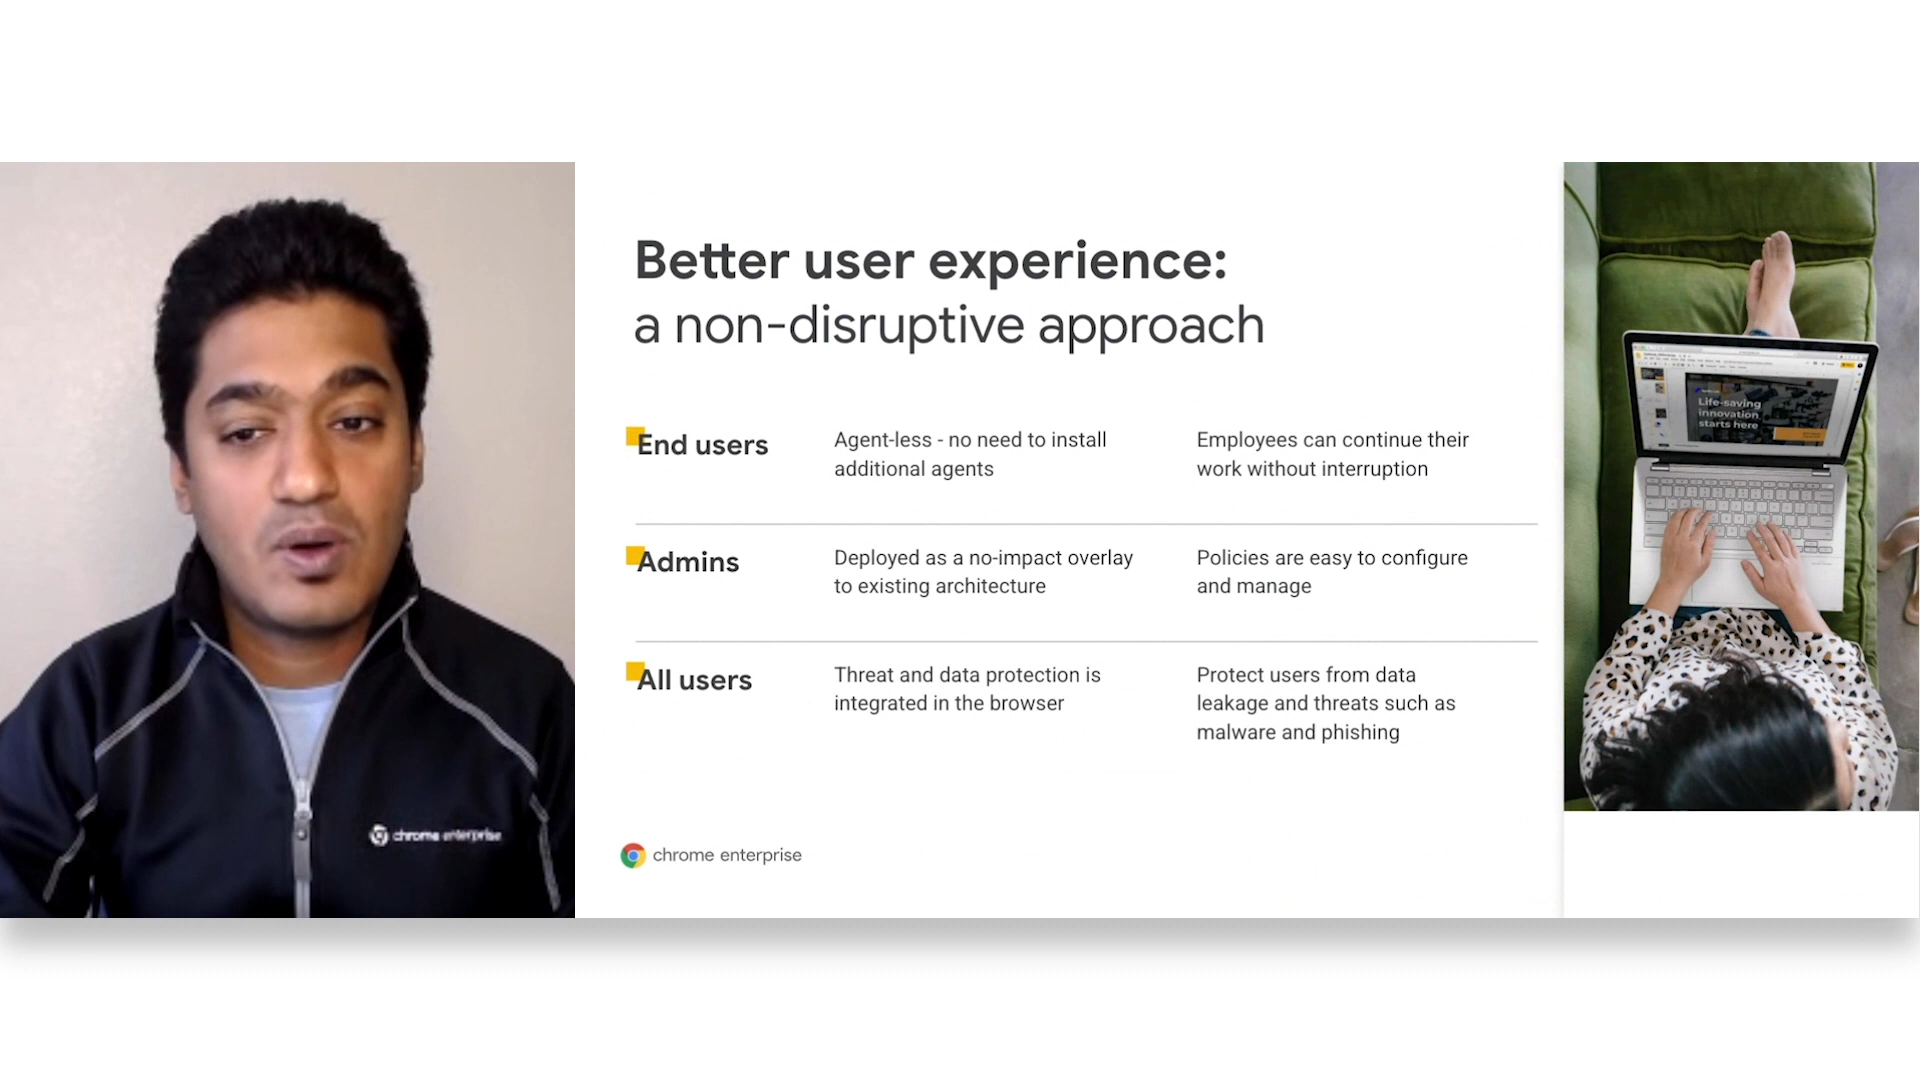 Better user experience:
a non-disruptive approach
End users
Agent-less - no need to install
additional agents
Employees can continue their
work without interruption
Admins
Deployed as a no-impact overlay
to existing architecture
Policies are easy to configure
and manage
All users
Threat and data protection is
integrated in the browser
Protect users from data
leakage and threats such as
malware and phishing
chrome enterprise
chrome enterprise
Life-saving
innovation
starts here